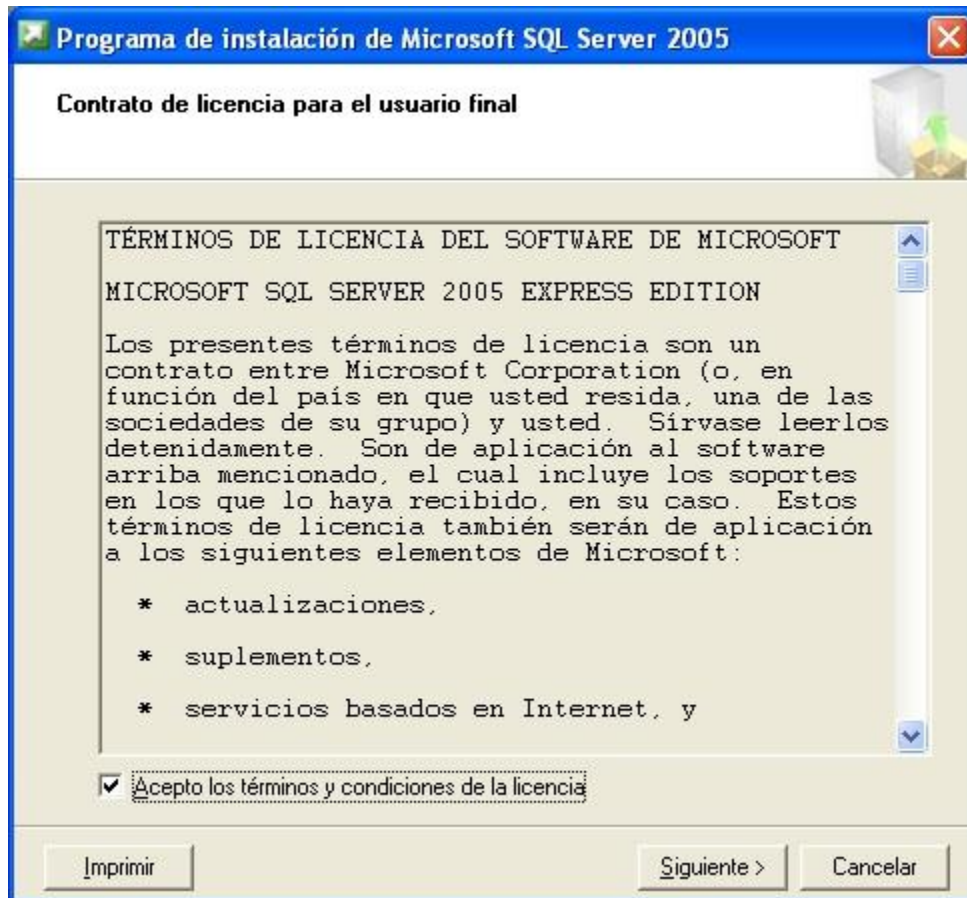 Programa de instalación de Microsoft SQL Server 2005
Contrato de licencia para el usuario final
TÉRMINOS DE LICENCIA DEL SOFTWARE DE MICROSOFT
MICROSOFT SQL SERVER 2005 EXPRESS EDITION
Los presentes términos de licencia son un
contrato entre Microsoft Corporation (o, en
función del país en que usted resida, una de las
sociedades de su grupo) y usted.  Sírvase leerlos
detenidamente.  Son de aplicación al software
arriba mencionado, el cual incluye los soportes
en los que lo haya recibido, en su caso.  Estos
términos de licencia también serán de aplicación
a los siguientes elementos de Microsoft:
* actualizaciones,
* suplementos,
* servicios basados en Internet, y
Acepto los términos y condiciones de la licencia
Imprimir
Siguiente >
Cancelar